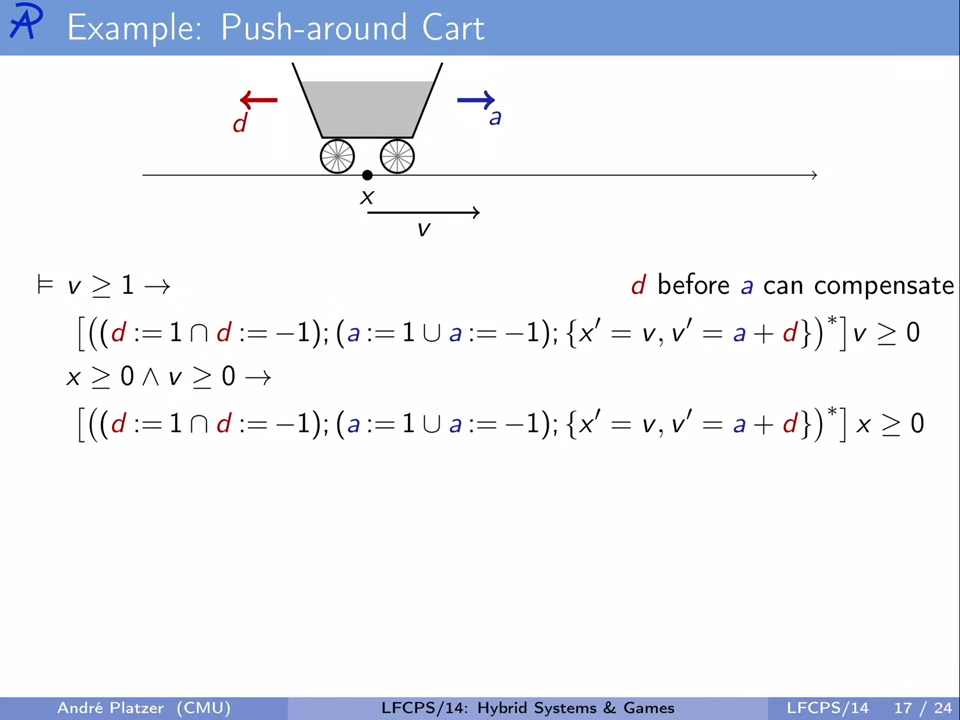 Example: Push-around Cart
d
a
x
v
⊨ v ≥ 1 → d before a can compensate
[((d := 1 ∩ d := −1); (a := 1 ∪ a := −1); {x′ = v, v′ = a + d})*] v ≥ 0
x ≥ 0 ∧ v ≥ 0 →
[((d := 1 ∩ d := −1); (a := 1 ∪ a := −1); {x′ = v, v′ = a + d})*] x ≥ 0
André Platzer (CMU) LFCPS/14: Hybrid Systems & Games LFCPS/14 17 / 24